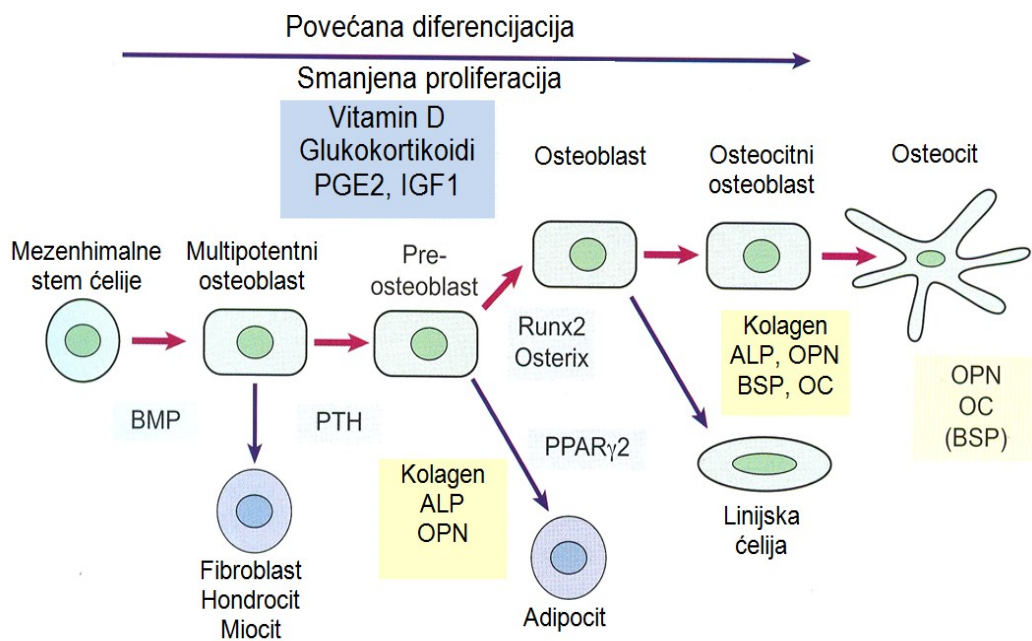 Povećana diferencijacija
Smanjena proliferacija
Vitamin D
Glukokortikoidi
PGE2, IGF1
Osteoblast
Osteocitni
osteoblast
Osteocit
Mezenhimalne
stem ćelije
Multipotentni
osteoblast
Pre-
osteoblast
Runx2
Osterix
Kolagen
ALP, OPN
BSP, OC
OPN
OC
(BSP)
BMP
PTH
PPARγ2
Kolagen
ALP
OPN
Linijska
ćelija
Fibroblast
Hondrocit
Miocit
Adipocit